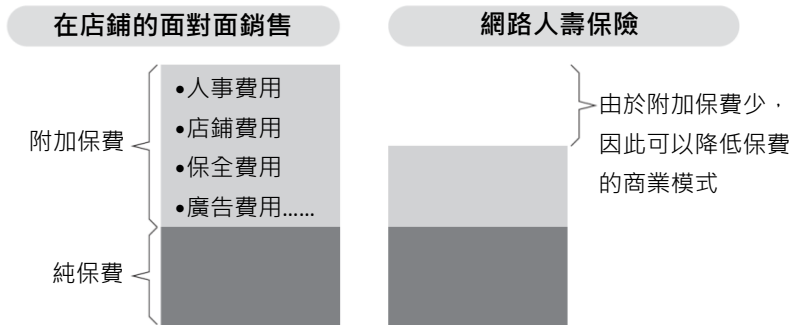 在店鋪的面對面銷售
網路人壽保險
附加保費
•人事費用
•店鋪費用
•保全費用
•廣告費用......
純保費
由於附加保費少，
因此可以降低保費
的商業模式